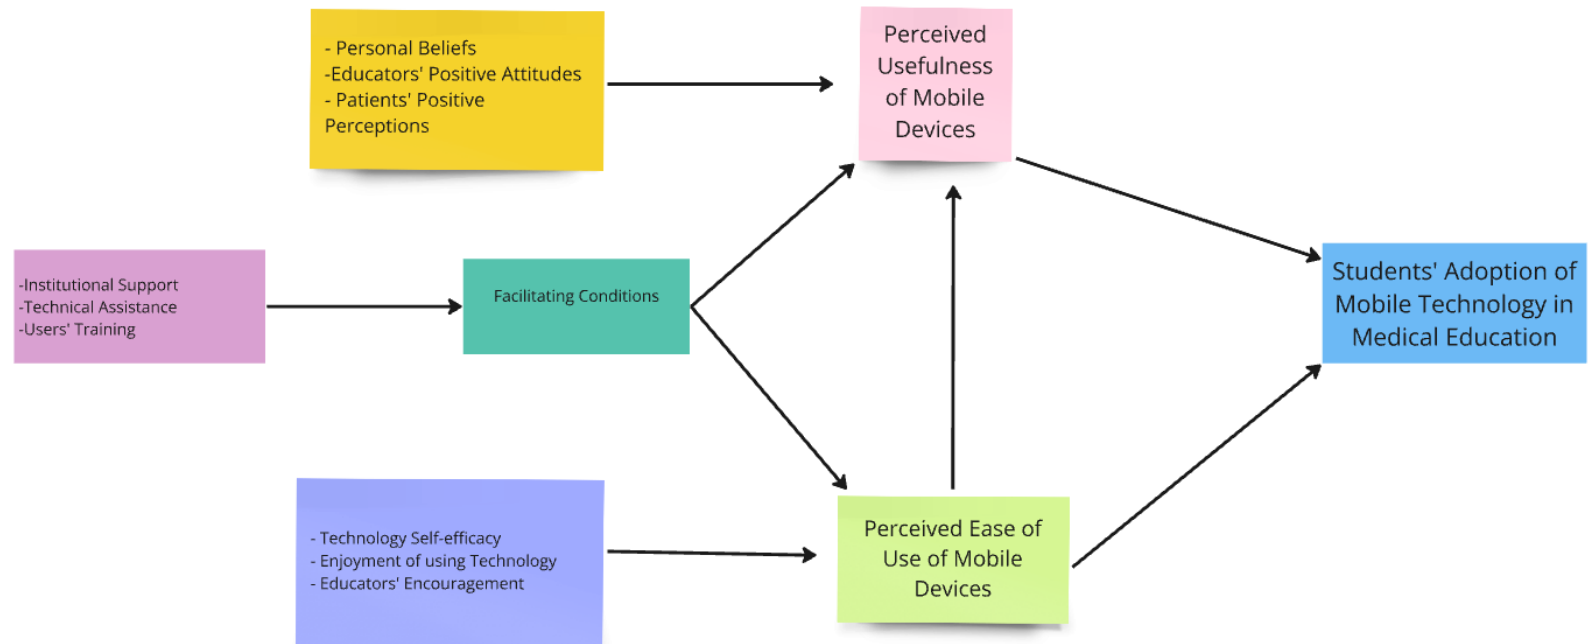 - Personal Beliefs
-Educators' Positive Attitudes
- Patients' Positive
Perceptions
Perceived
Usefulness
of Mobile
Devices
-Institutional Support
-Technical Assistance
-Users' Training
Facilitating Conditions
Students' Adoption of
Mobile Technology in
Medical Education
- Technology Self-efficacy
- Enjoyment of using Technology
- Educators' Encouragement
Perceived Ease of
Use of Mobile
Devices